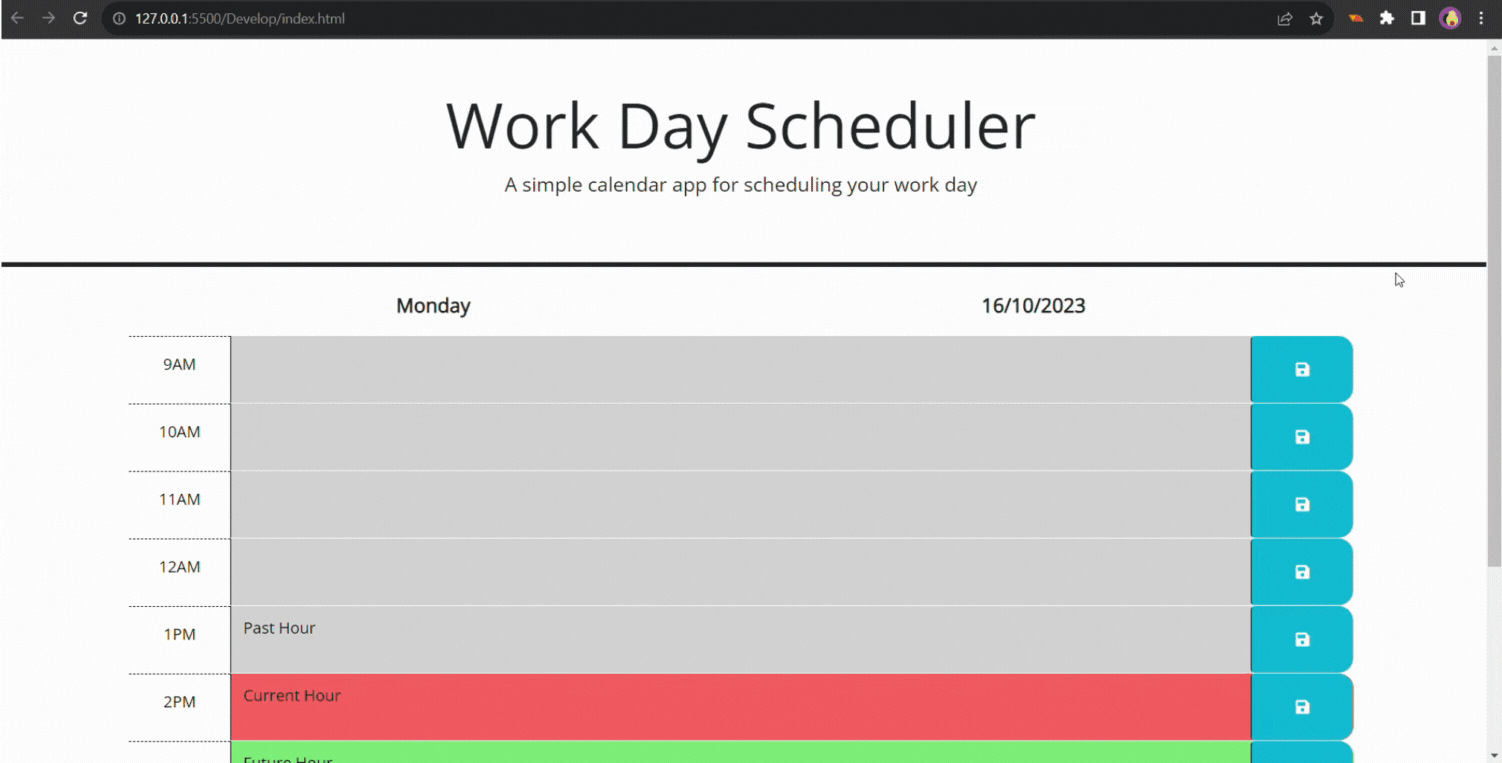 127.0.0.1:5500/Develop/index.html
Work Day Scheduler
A simple calendar app for scheduling your work day
Monday 16/10/2023
9AM
10AM
11AM
12AM
1PM Past Hour
2PM Current Hour
Future Hour